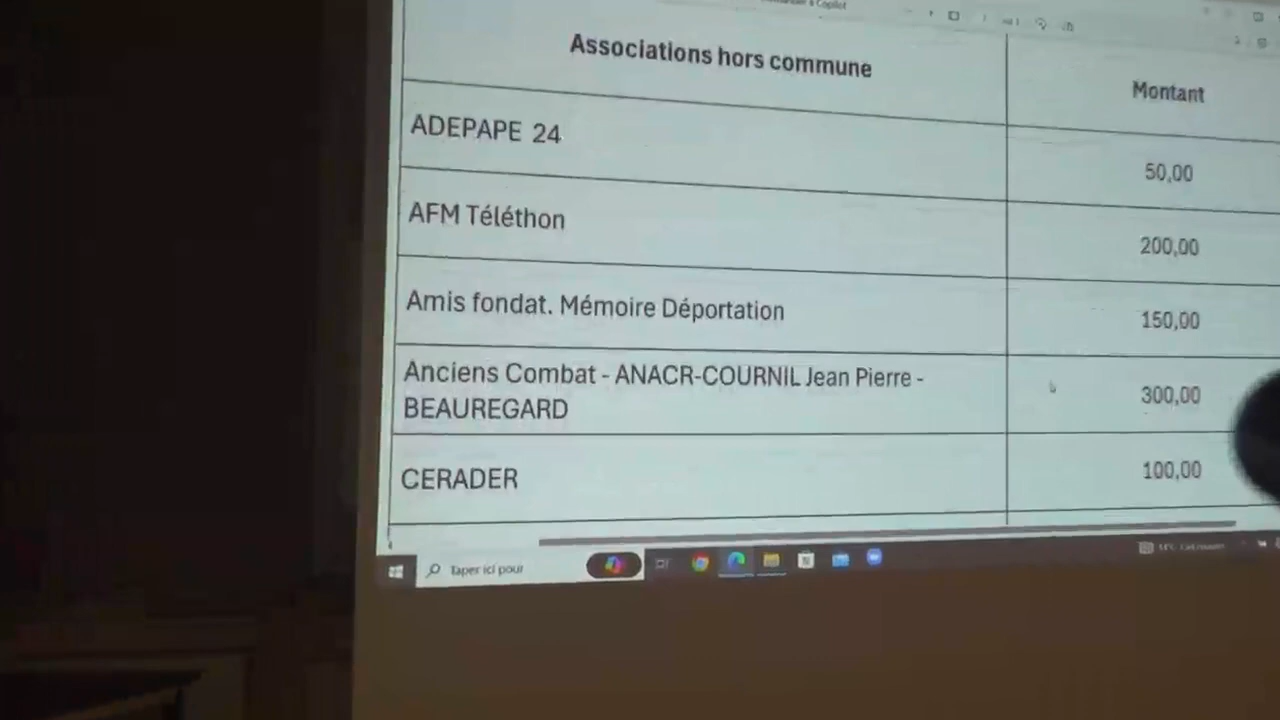 Associations hors commune
Montant
ADEPAPE 24
50,00
AFM Téléthon
200,00
Amis fondat. Mémoire Déportation
150,00
Anciens Combat - ANACR-COURNIL Jean Pierre -
BEAUREGARD
300,00
CERADER
100,00
Taper ici pour